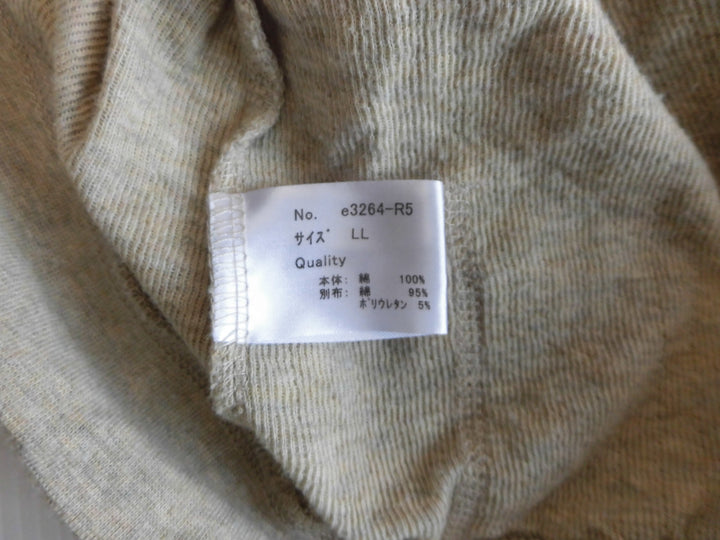 No. e3264-R5
ｻｲｽﾞ LL
Quality
本体: 綿 100%
別布: 綿 95%
ﾎﾟﾘｳﾚﾀﾝ 5%